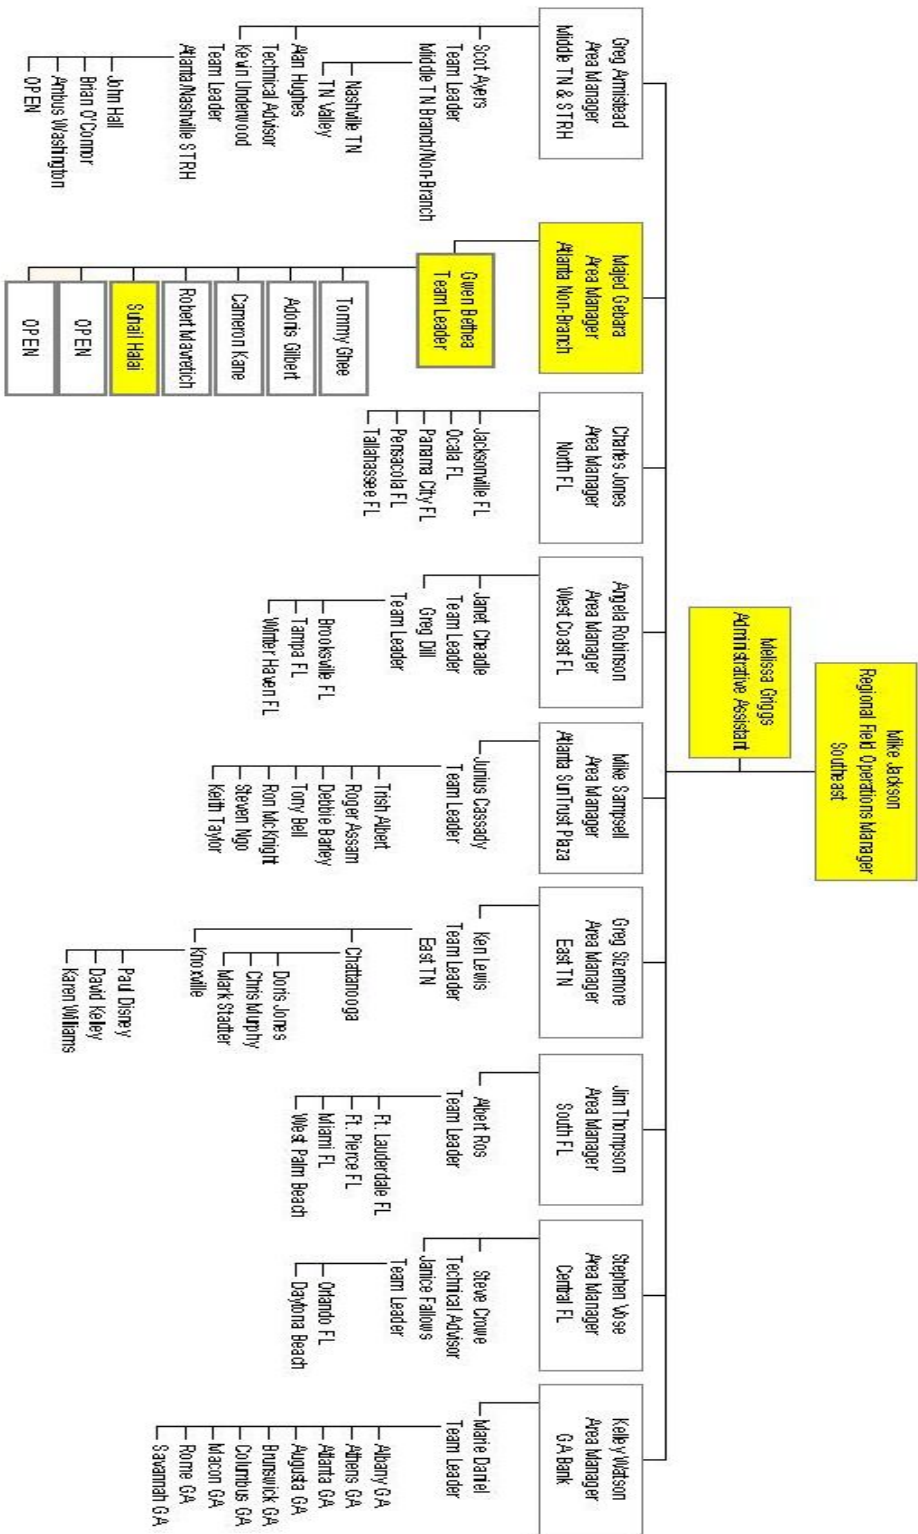 Mike Jackson
Regional Field Operations Manager
Southeast
Melissa Griggs
Administrative Assistant
Greg Armistead
Area Manager
Middle TN & STRH
Scot Ayers
Team Leader
Middle TN Branch/Non-Branch
Nashville TN
TN Valley
Alan Hughes
Technical Advisor
Kevin Underwood
Team Leader
Atlanta/Nashville STRH
John Hall
Brian O'Connor
Ambus Washington
OPEN
Majed Gebara
Area Manager
Atlanta Non-Branch
Gwen Bethea
Team Leader
Tommy Ghee
Adonis Gilbert
Cameron Kane
Robert Mavretich
Suhail Halai
OPEN
OPEN
Charles Jones
Area Manager
North FL
Jacksonville FL
Ocala FL
Panama City FL
Pensacola FL
Tallahassee FL
Angela Robinson
Area Manager
West Coast FL
Janet Cheadle
Team Leader
Greg Dill
Team Leader
Brooksville FL
Tampa FL
Winter Haven FL
Mike Sampsell
Area Manager
Atlanta SunTrust Plaza
Junius Cassady
Team Leader
Trish Albert
Roger Assam
Debbie Barley
Tony Bell
Ron McKnight
Steven Ngo
Keith Taylor
Greg Sizemore
Area Manager
East TN
Ken Lewis
Team Leader
East TN
Chattanooga
Doris Jones
Chris Murphy
Mark Stadter
Knoxville
Paul Disney
David Kelley
Karen Williams
Jim Thompson
Area Manager
South FL
Albert Ros
Team Leader
Ft. Lauderdale FL
Ft. Pierce FL
Miami FL
West Palm Beach
Stephen Vose
Area Manager
Central FL
Steve Crowe
Technical Advisor
Janice Fallows
Team Leader
Orlando FL
Daytona Beach
Kelley Watson
Area Manager
GA Bank
Marie Daniel
Team Leader
Albany GA
Athens GA
Atlanta GA
Augusta GA
Brunswick GA
Columbus GA
Macon GA
Rome GA
Savannah GA